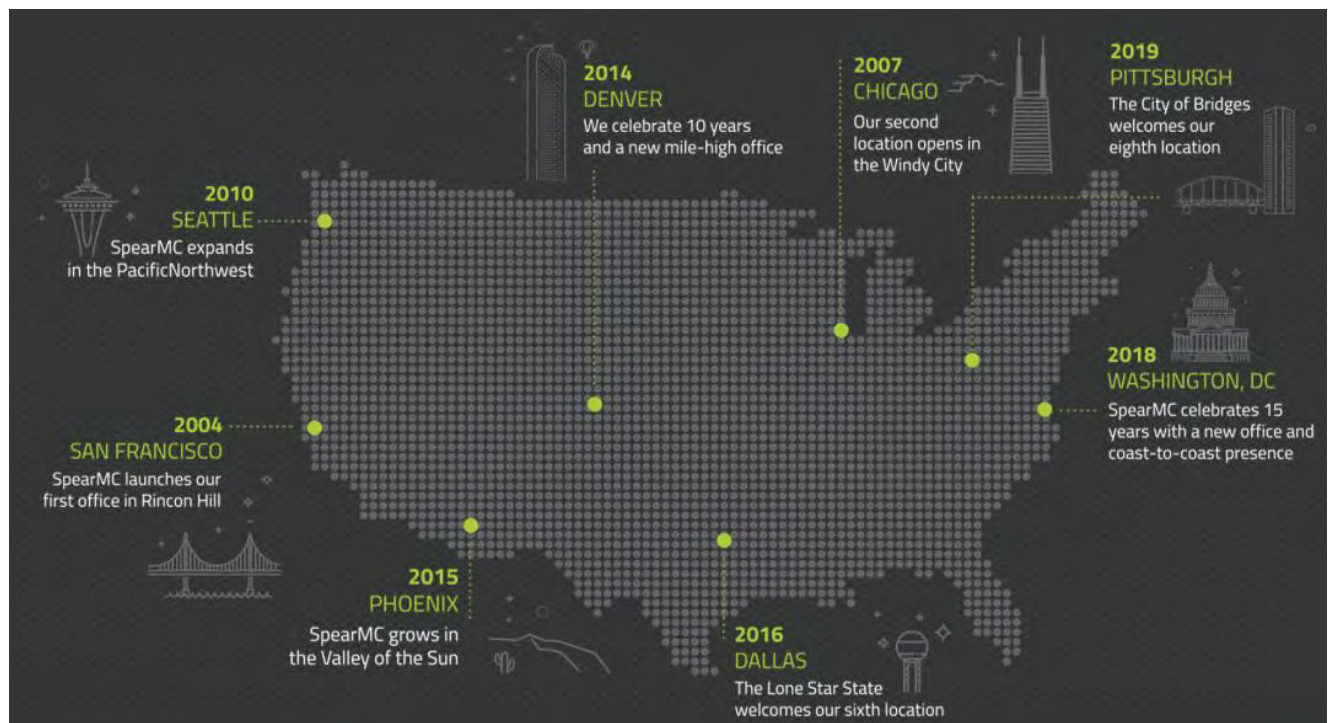 2014
DENVER
We celebrate 10 years
and a new mile-high office
2007
CHICAGO
Our second
location opens in
the Windy City
2019
PITTSBURGH
The City of Bridges
welcomes our
eighth location
2010
SEATTLE
SpearMC expands
in the PacificNorthwest
2018
WASHINGTON, DC
SpearMC celebrates 15
years with a new office and
coast-to-coast presence
2004
SAN FRANCISCO
SpearMC launches our
first office in Rincon Hill
2015
PHOENIX
SpearMC grows in
the Valley of the Sun
2016
DALLAS
The Lone Star State
welcomes our sixth location